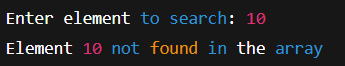 Enter element to search: 10
Element 10 not found in the array